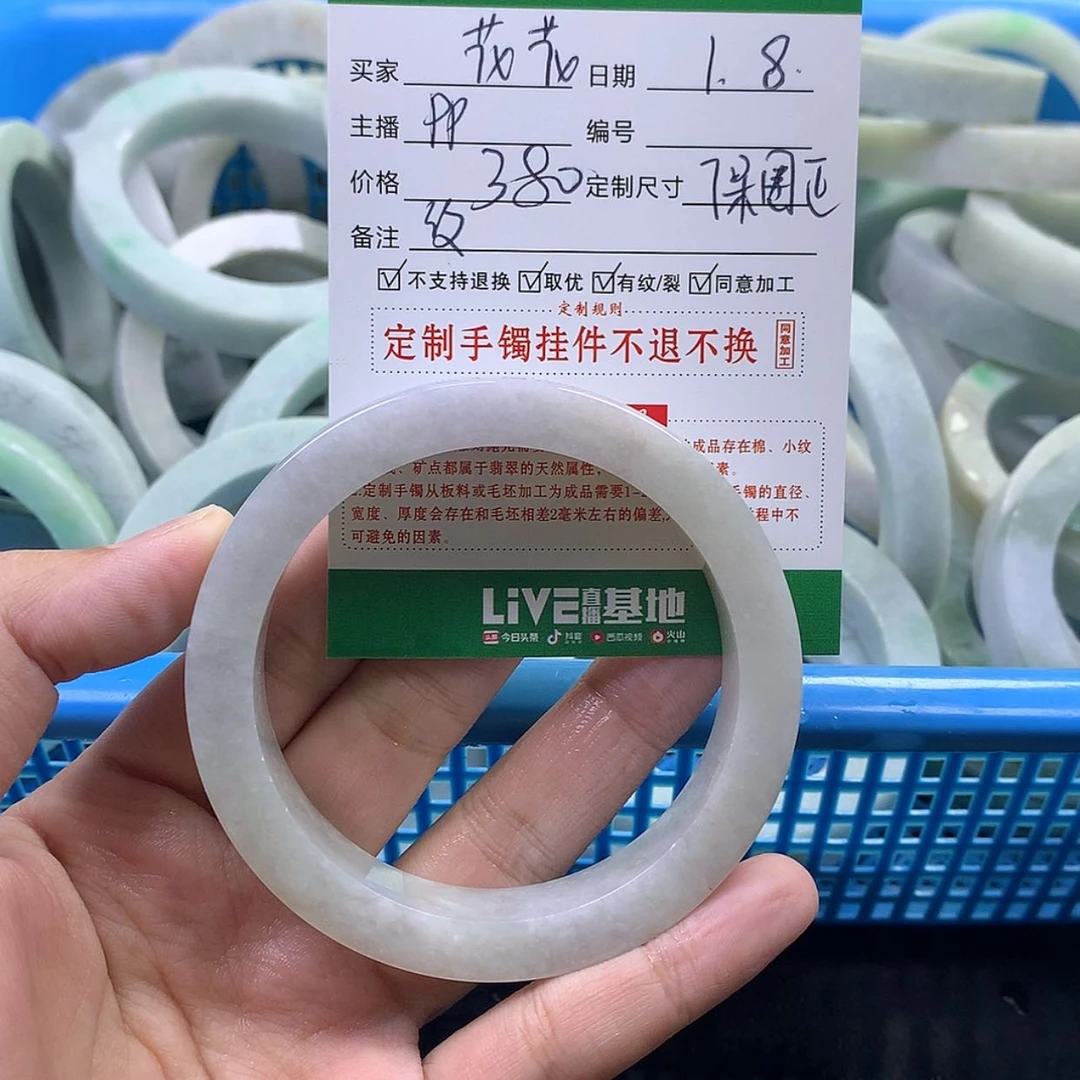 买家 花花 日期 1.8.
主播 编号
价格 380 定制尺寸 保圈正
备注 纹
☑不支持退换 ☑取优 ☑有纹/裂 ☑同意加工
定制规则
定制手镯挂件不退不换 同意加工
成品存在棉、小纹
、矿点都属于翡翠的天然属性, 素。
定制手镯从板料或毛坯加工为成品需要1- 手镯的直径、
宽度、厚度会存在和毛坯相差2毫米左右的偏差, 程中不
可避免的因素。
LiVE直播基地
头条 今日头条 抖音 西瓜视频 火山